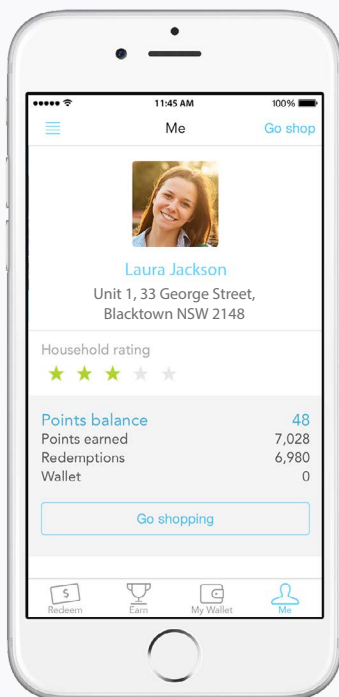 11:45 AM 100%
Me Go shop
Laura Jackson
Unit 1, 33 George Street,
Blacktown NSW 2148
Household rating
Points balance 48
Points earned 7,028
Redemptions 6,980
Wallet 0
Go shopping
$
Redeem Earn My Wallet Me